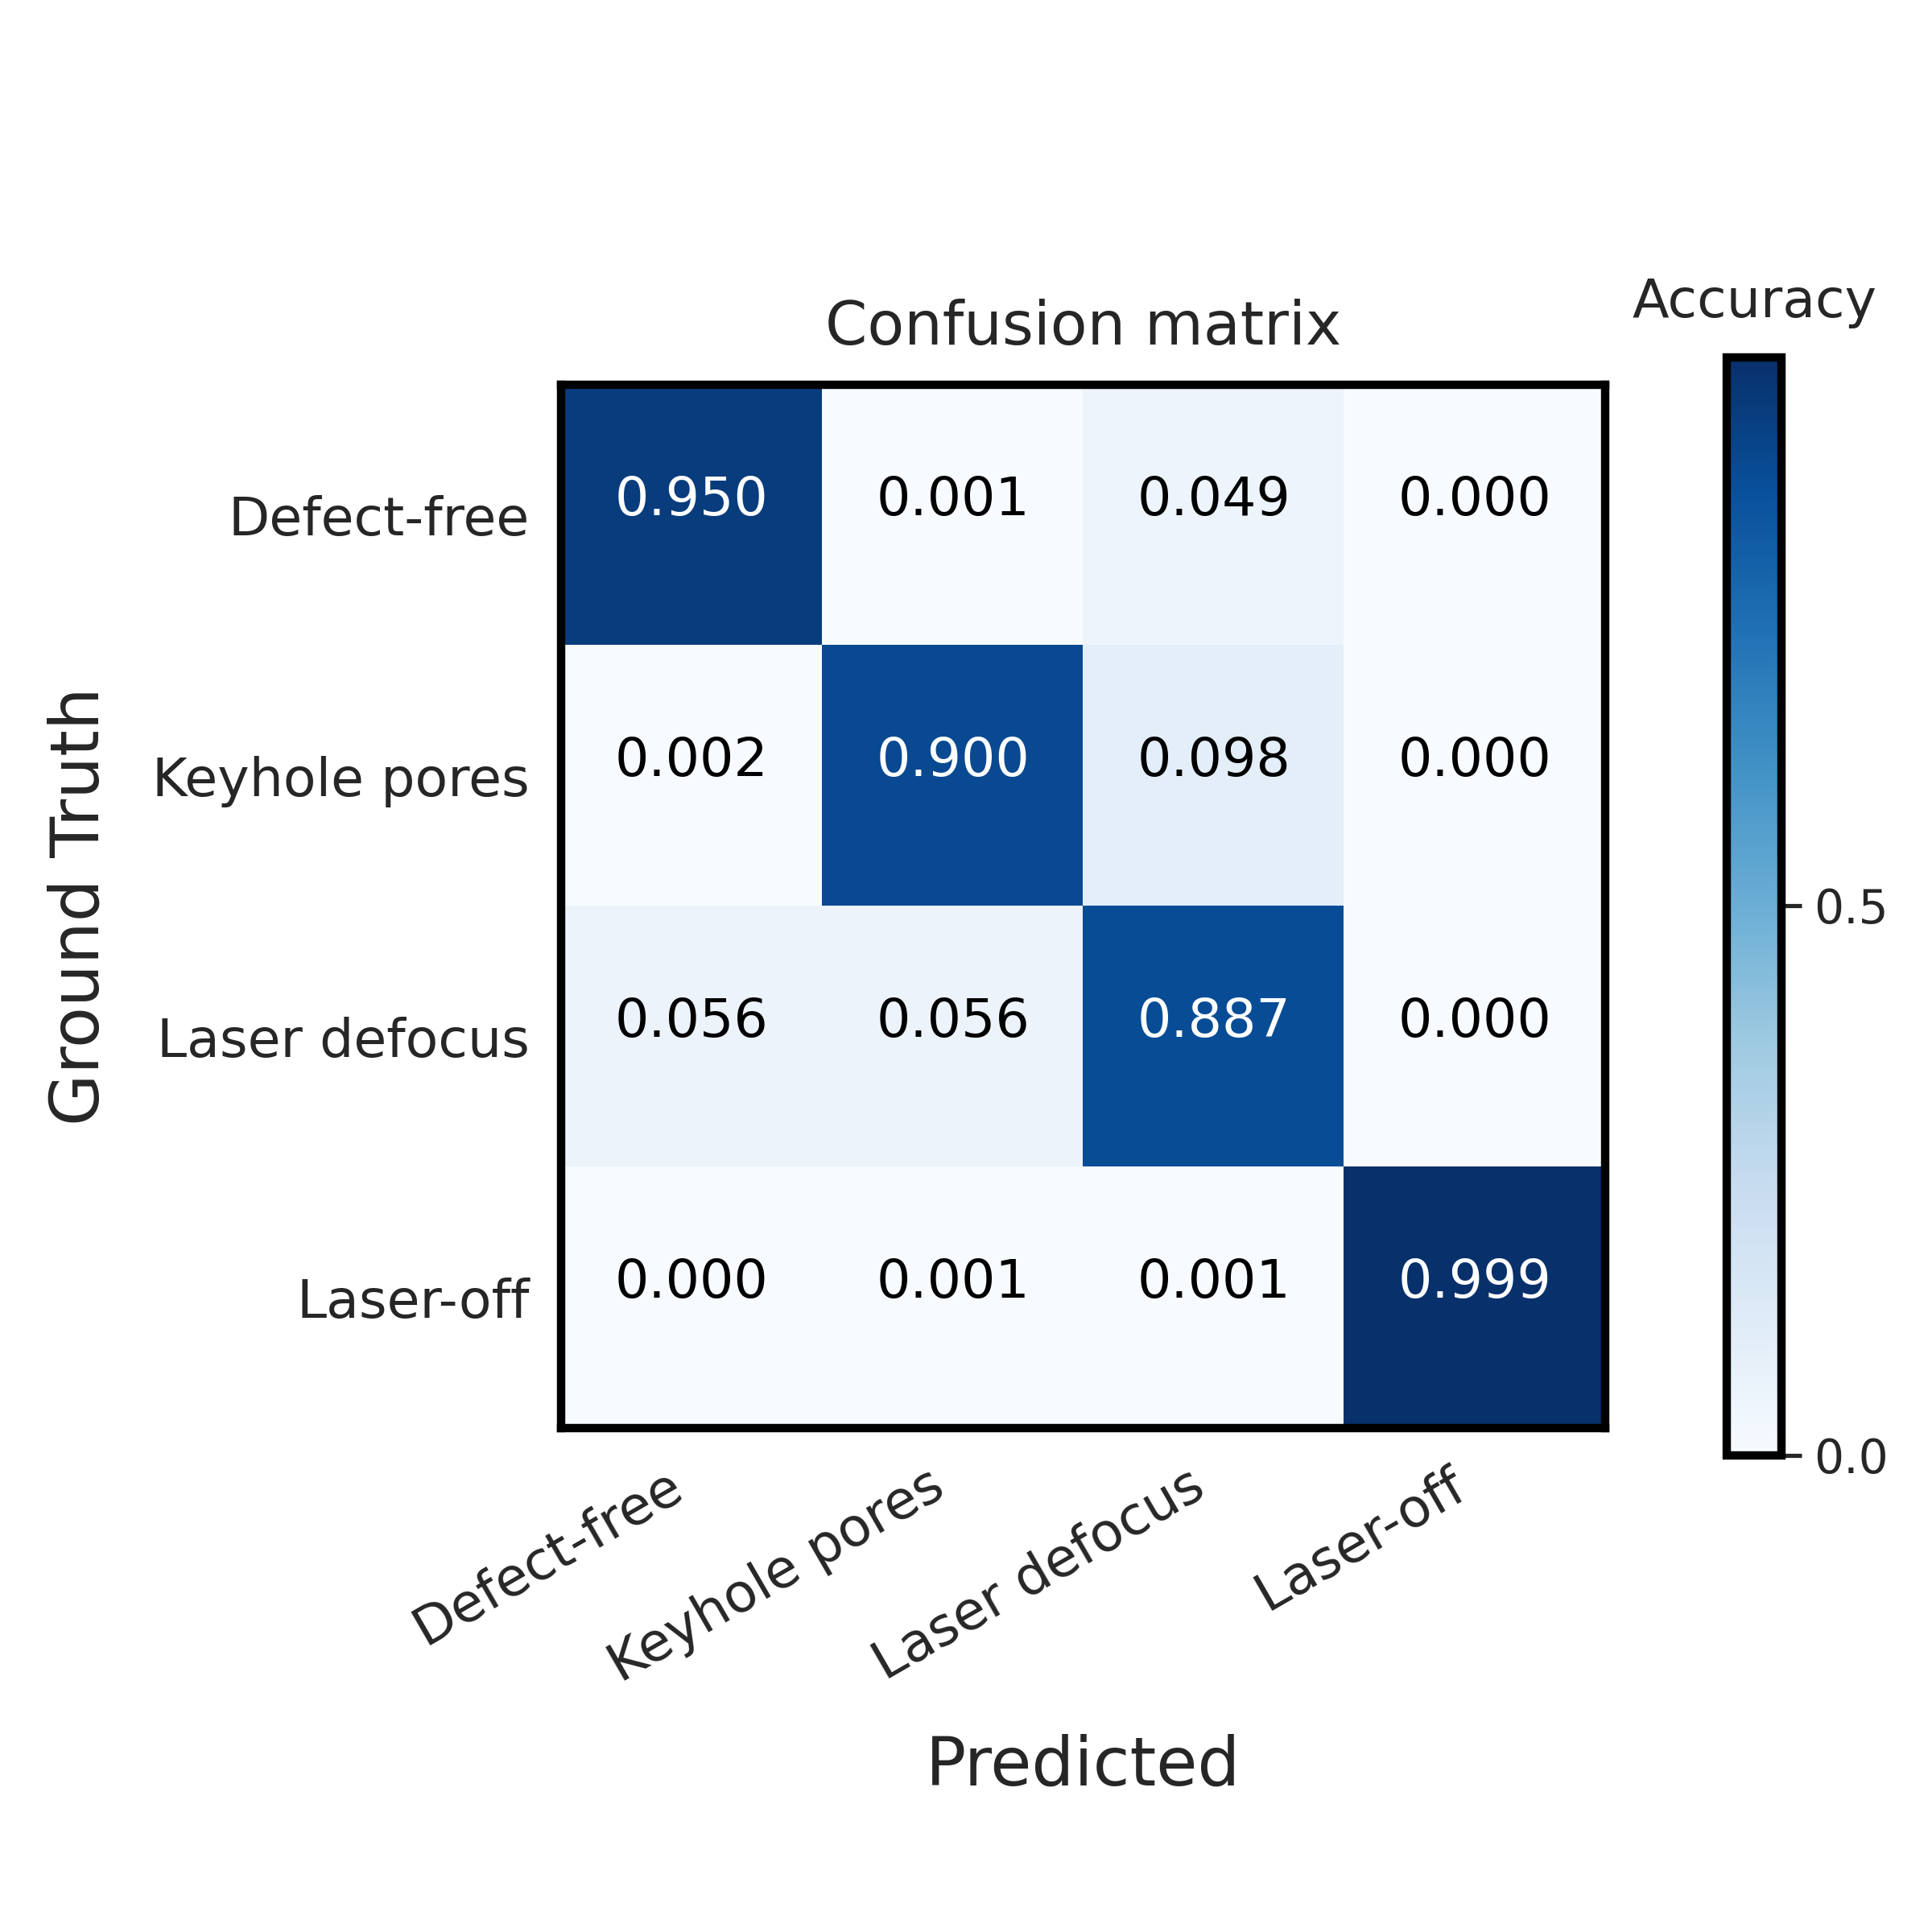 Accuracy
Confusion matrix
Defect-free 0.950 0.001 0.049 0.000
Keyhole pores 0.002 0.900 0.098 0.000
Laser defocus 0.056 0.056 0.887 0.000
Laser-off 0.000 0.001 0.001 0.999
Ground Truth
0.5
0.0
Defect-free
Keyhole pores
Laser defocus
Laser-off
Predicted